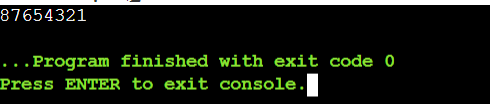 87654321
...Program finished with exit code 0
Press ENTER to exit console.